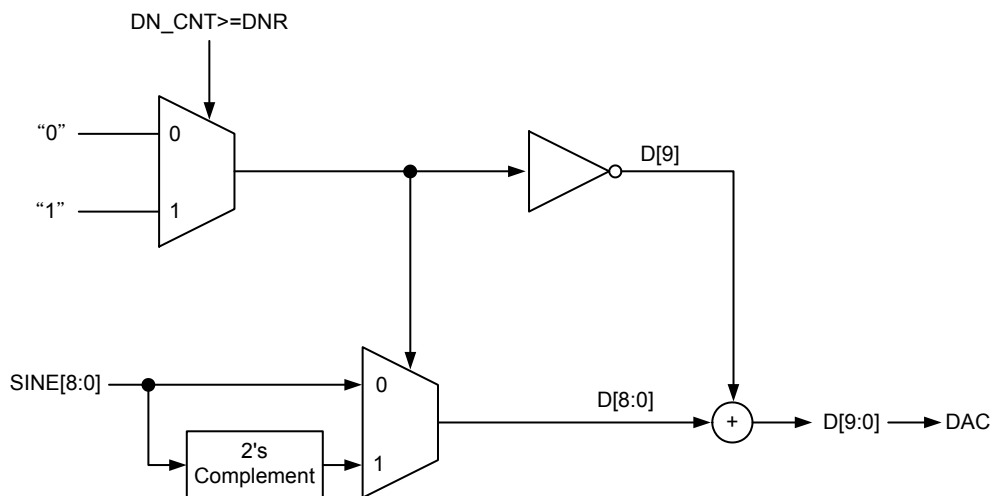 DN_CNT>=DNR
“0”
0
“1”
1
D[9]
SINE[8:0]
0
2's
Complement
1
D[8:0]
+
D[9:0]
DAC